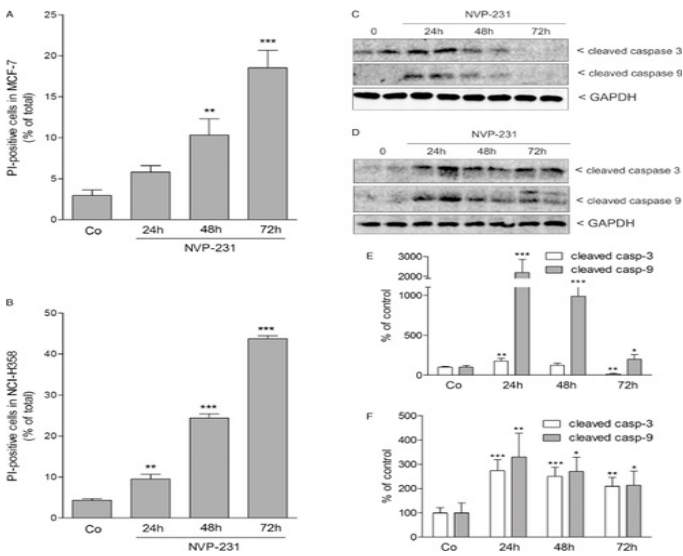 A
PI-positive cells in MCF-7
(% of total)
25
20
15
10
5
0
**
***
Co
24h
48h
72h
NVP-231
B
PI-positive cells in NCI-H358
(% of total)
50
40
30
20
10
0
**
***
***
Co
24h
48h
72h
NVP-231
C
NVP-231
0
24h
48h
72h
< cleaved caspase 3
< cleaved caspase 9
< GAPDH
D
NVP-231
0
24h
48h
72h
< cleaved caspase 3
< cleaved caspase 9
< GAPDH
E
% of control
3000
2000
1000
1000
500
0
cleaved casp-3
cleaved casp-9
**
***
***
**
*
Co
24h
48h
72h
F
% of control
500
400
300
200
100
0
cleaved casp-3
cleaved casp-9
***
**
***
*
**
*
Co
24h
48h
72h